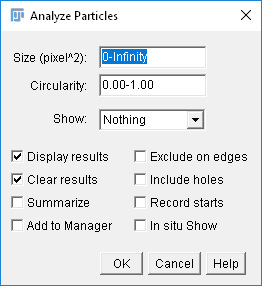 Analyze Particles
Size (pixel^2): 0-Infinity
Circularity: 0.00-1.00
Show: Nothing
Display results Exclude on edges
Clear results Include holes
Summarize Record starts
Add to Manager In situ Show
OK Cancel Help